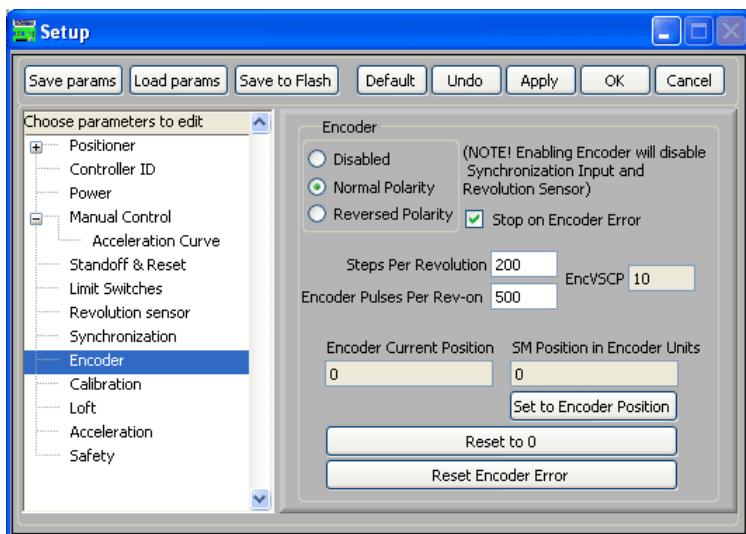 Setup
Save params Load params Save to Flash Default Undo Apply OK Cancel
Choose parameters to edit
Positioner
Controller ID
Power
Manual Control
Acceleration Curve
Standoff & Reset
Limit Switches
Revolution sensor
Synchronization
Encoder
Calibration
Loft
Acceleration
Safety
Encoder
Disabled
Normal Polarity
Reversed Polarity
(NOTE! Enabling Encoder will disable
Synchronization Input and
Revolution Sensor)
Stop on Encoder Error
Steps Per Revolution 200
Encoder Pulses Per Rev-on 500
EncVSCP 10
Encoder Current Position SM Position in Encoder Units
0 0
Set to Encoder Position
Reset to 0
Reset Encoder Error